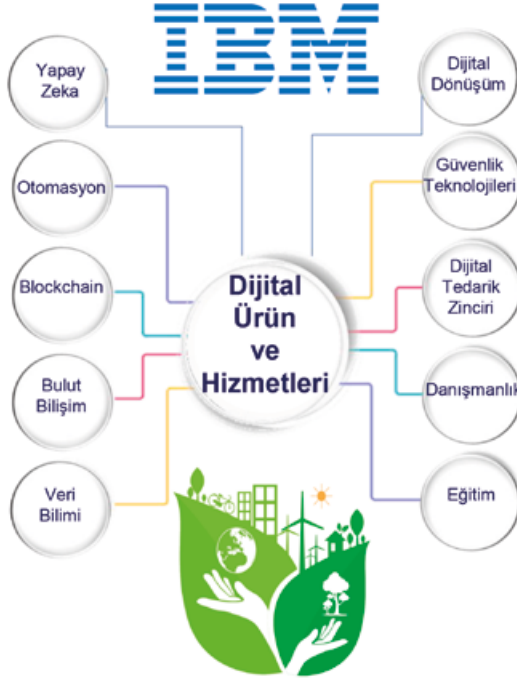 IBM
Yapay
Zeka
Dijital
Dönüşüm
Otomasyon
Güvenlik
Teknolojileri
Blockchain
Dijital
Ürün
ve
Hizmetleri
Dijital
Tedarik
Zinciri
Bulut
Bilişim
Danışmanlık
Veri
Bilimi
Eğitim